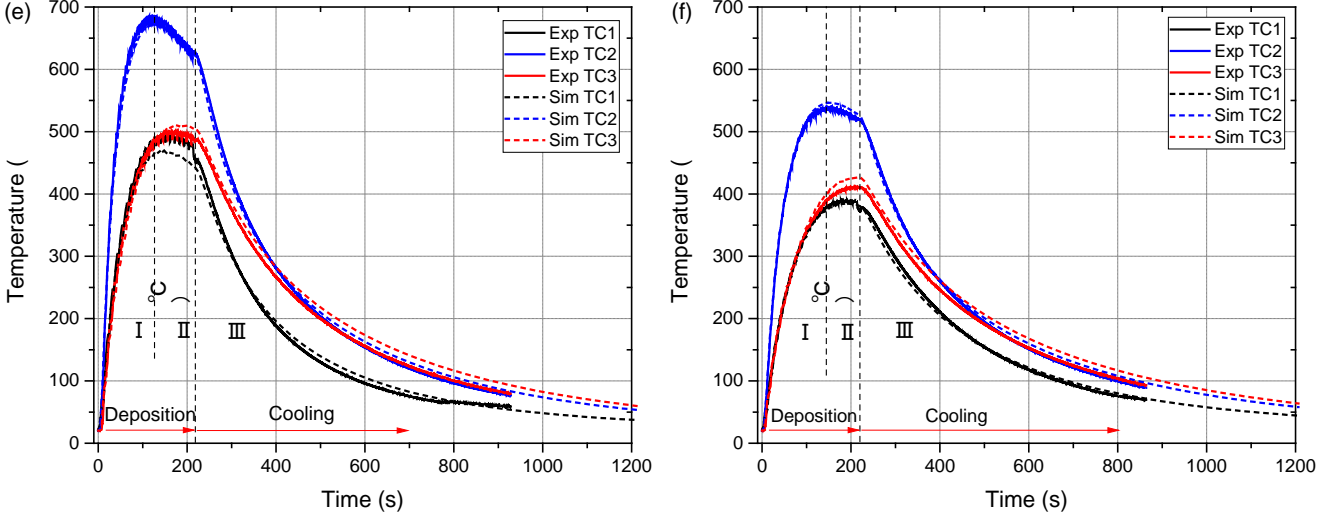 (e)
700
600
500
400
300
200
100
0
Temperature (
℃
)
Exp TC1
Exp TC2
Exp TC3
Sim TC1
Sim TC2
Sim TC3
Ⅰ
Ⅱ
Ⅲ
Deposition
Cooling
0 200 400 600 800 1000 1200
Time (s)
(f)
700
600
500
400
300
200
100
0
Temperature (
℃
)
Exp TC1
Exp TC2
Exp TC3
Sim TC1
Sim TC2
Sim TC3
Ⅰ
Ⅱ
Ⅲ
Deposition
Cooling
0 200 400 600 800 1000 1200
Time (s)